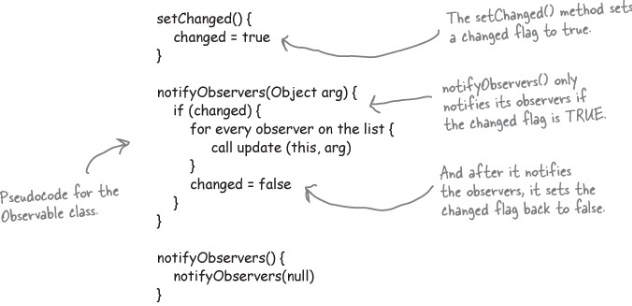 setChanged() {
changed = true
}
The setChanged() method sets
a changed flag to true.
notifyObservers(Object arg) {
if (changed) {
for every observer on the list {
call update (this, arg)
}
changed = false
}
}
notifyObservers() only
notifies its observers if
the changed flag is TRUE.
And after it notifies
the observers, it sets the
changed flag back to false.
Pseudocode for the
Observable class.
notifyObservers() {
notifyObservers(null)
}